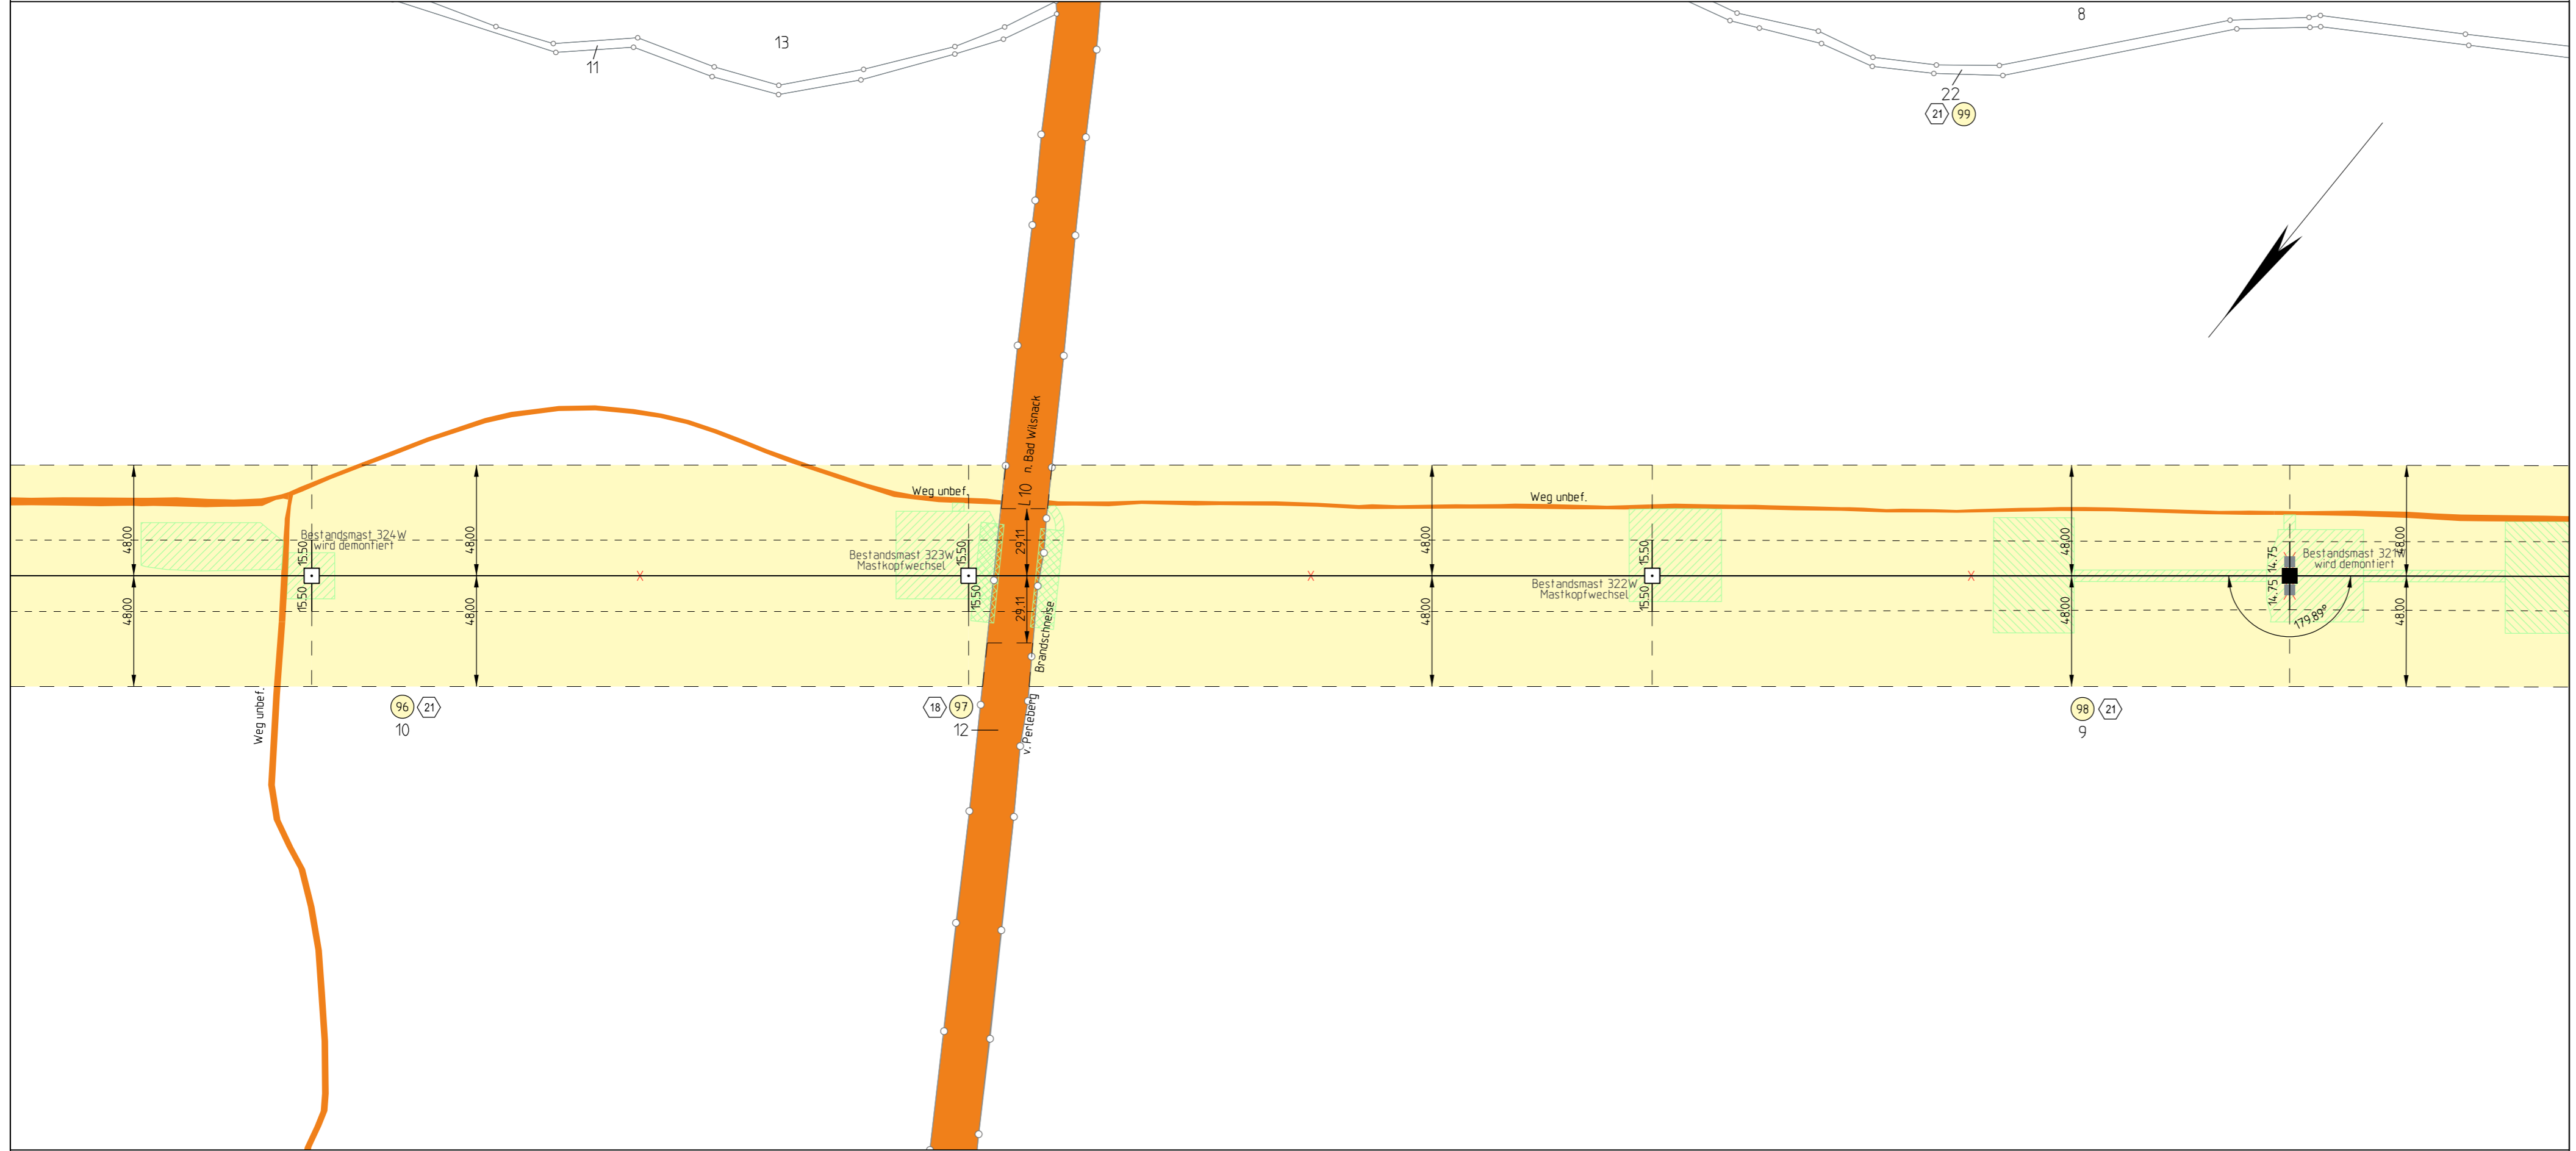 8
13
11
22
21 99
n. Bad Wilsnack
L 10
Weg unbef.
Weg unbef.
48.00
48.00
48.00
48.00
48.00
Bestandsmast 324W
wird demontiert
15.50
Bestandsmast 323W
Mastkopfwechsel
15.50
29.11
15.50
14.75
Bestandsmast 321W
wird demontiert
Bestandsmast 322W
Mastkopfwechsel
48.00
15.50
48.00
15.50
29.11
48.00
15.50
48.00
14.75
48.00
179.89°
Brandschneise
v. Perleberg
Weg unbef.
96 21
10
18 97
12
98 21
9
X
X
X